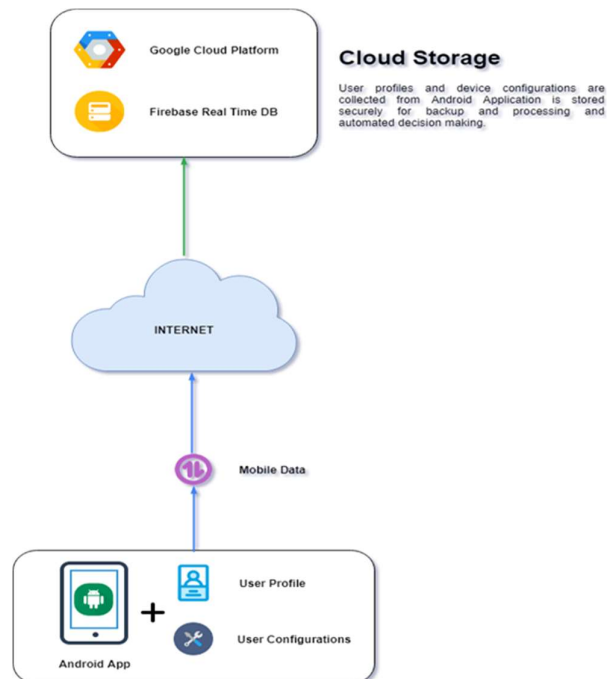 Google Cloud Platform
Firebase Real Time DB
Cloud Storage
User profiles and device configurations are
collected from Android Application is stored
securely for backup and processing and
automated decision making.
INTERNET
Mobile Data
User Profile
User Configurations
Android App